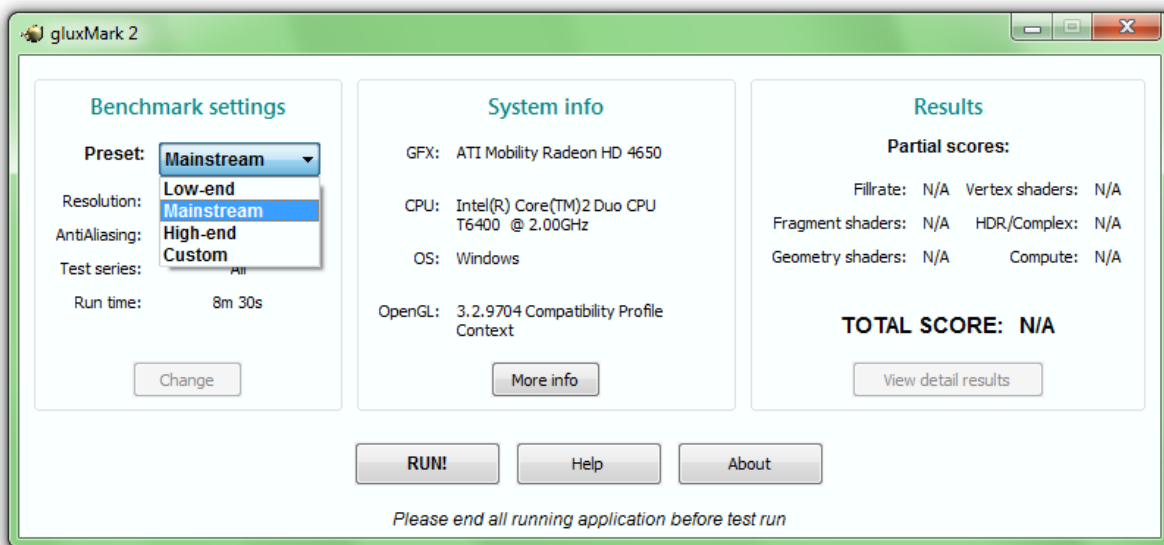 gluxMark 2
Benchmark settings
Preset: Mainstream
Low-end
Mainstream
High-end
Custom
Resolution:
AntiAliasing:
Test series:
Run time: 8m 30s
Change
System info
GFX: ATI Mobility Radeon HD 4650
CPU: Intel(R) Core(TM)2 Duo CPU
T6400 @ 2.00GHz
OS: Windows
OpenGL: 3.2.9704 Compatibility Profile
Context
More info
Results
Partial scores:
Fillrate: N/A Vertex shaders: N/A
Fragment shaders: N/A HDR/Complex: N/A
Geometry shaders: N/A Compute: N/A
TOTAL SCORE: N/A
View detail results
RUN! Help About
Please end all running application before test run